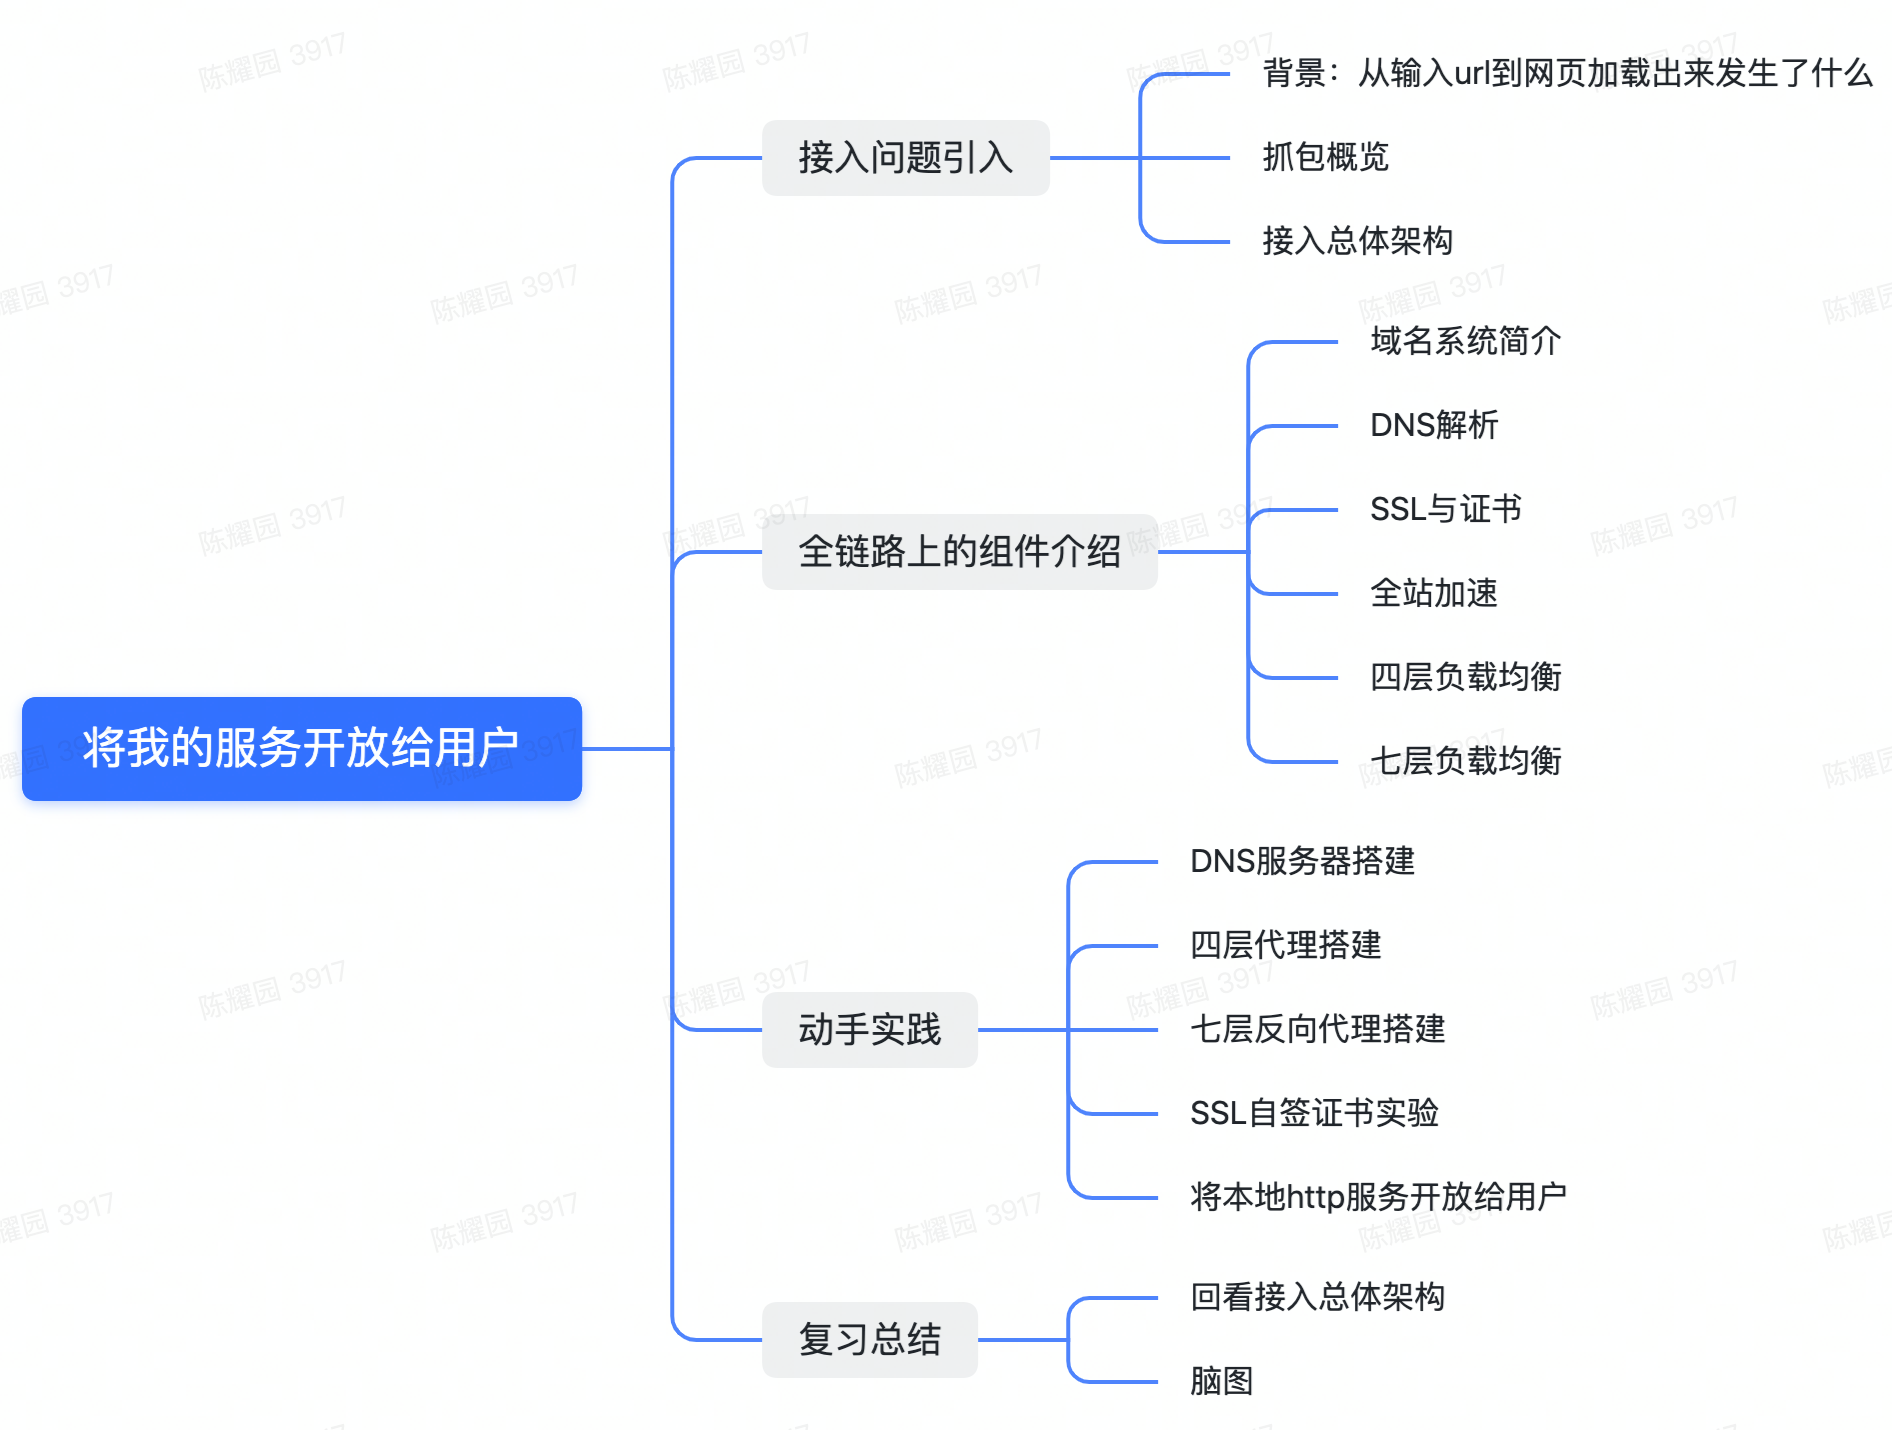 背景：从输入url到网页加载出来发生了什么
接入问题引入
抓包概览
接入总体架构
域名系统简介
DNS解析
SSL与证书
全链路上的组件介绍
全站加速
四层负载均衡
七层负载均衡
将我的服务开放给用户
DNS服务器搭建
四层代理搭建
动手实践
七层反向代理搭建
SSL自签证书实验
将本地http服务开放给用户
回看接入总体架构
复习总结
脑图
陈耀园 3917